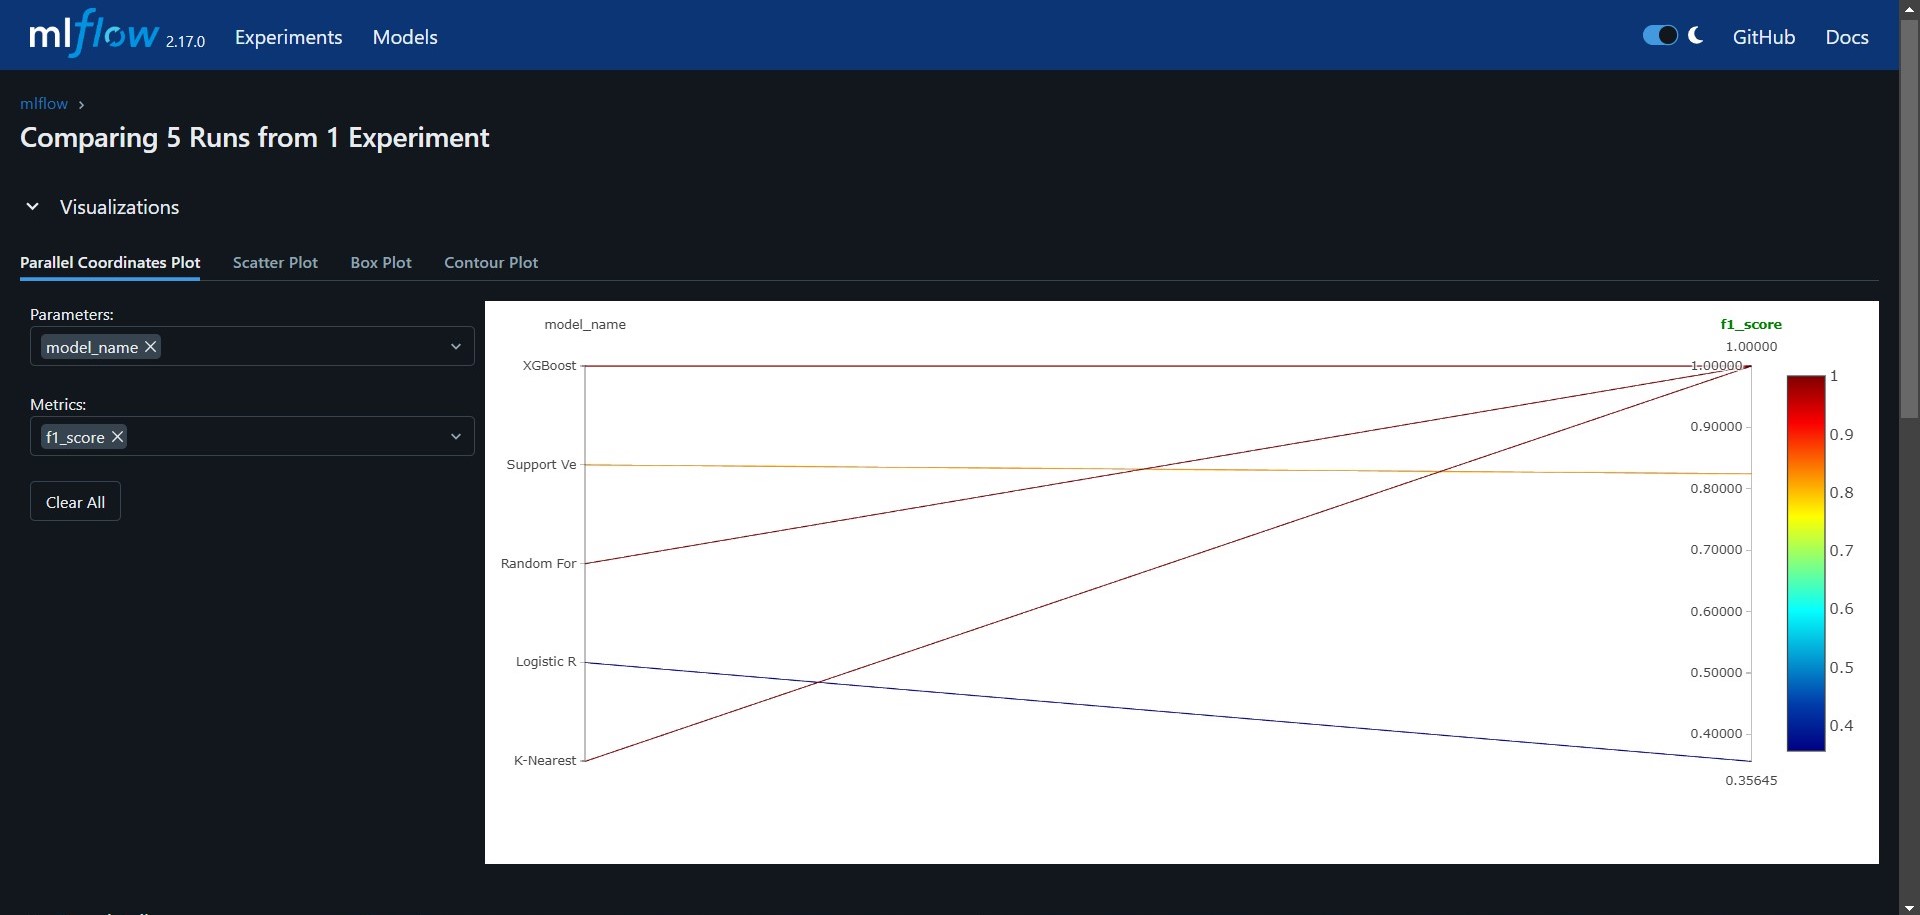 mlflow 2.17.0 Experiments Models GitHub Docs
mlflow ›
Comparing 5 Runs from 1 Experiment
Visualizations
Parallel Coordinates Plot Scatter Plot Box Plot Contour Plot
Parameters:
model_name
Metrics:
f1_score
Clear All
model_name
XGBoost
Support Ve
Random For
Logistic R
K-Nearest
f1_score
1.00000
1.00000
0.90000
0.80000
0.70000
0.60000
0.50000
0.40000
0.35645
1
0.9
0.8
0.7
0.6
0.5
0.4